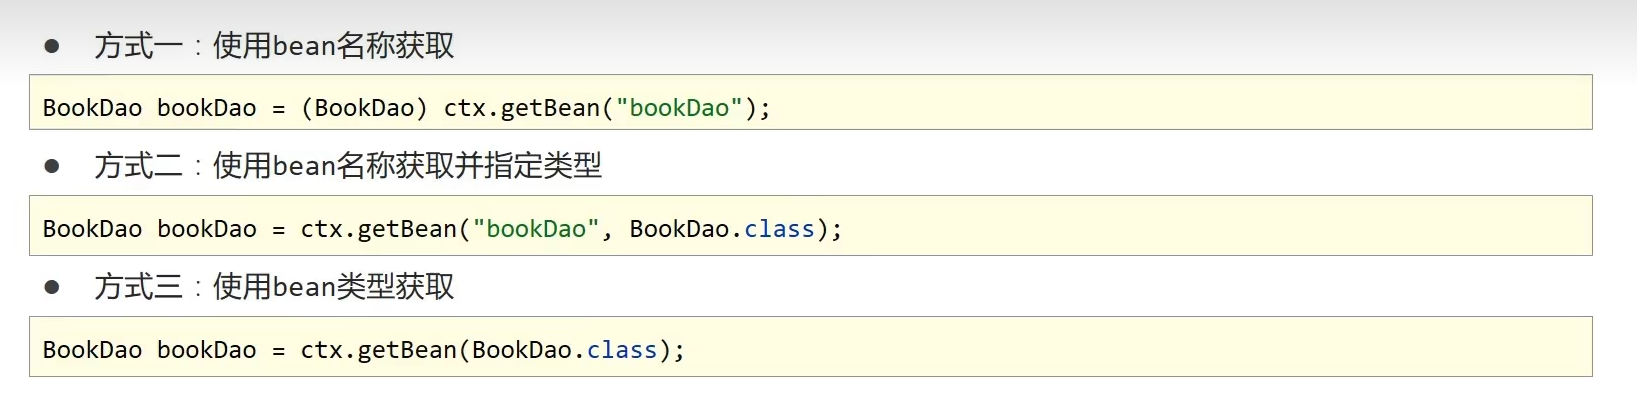 ● 方式一：使用bean名称获取
BookDao bookDao = (BookDao) ctx.getBean("bookDao");
● 方式二：使用bean名称获取并指定类型
BookDao bookDao = ctx.getBean("bookDao", BookDao.class);
● 方式三：使用bean类型获取
BookDao bookDao = ctx.getBean(BookDao.class);